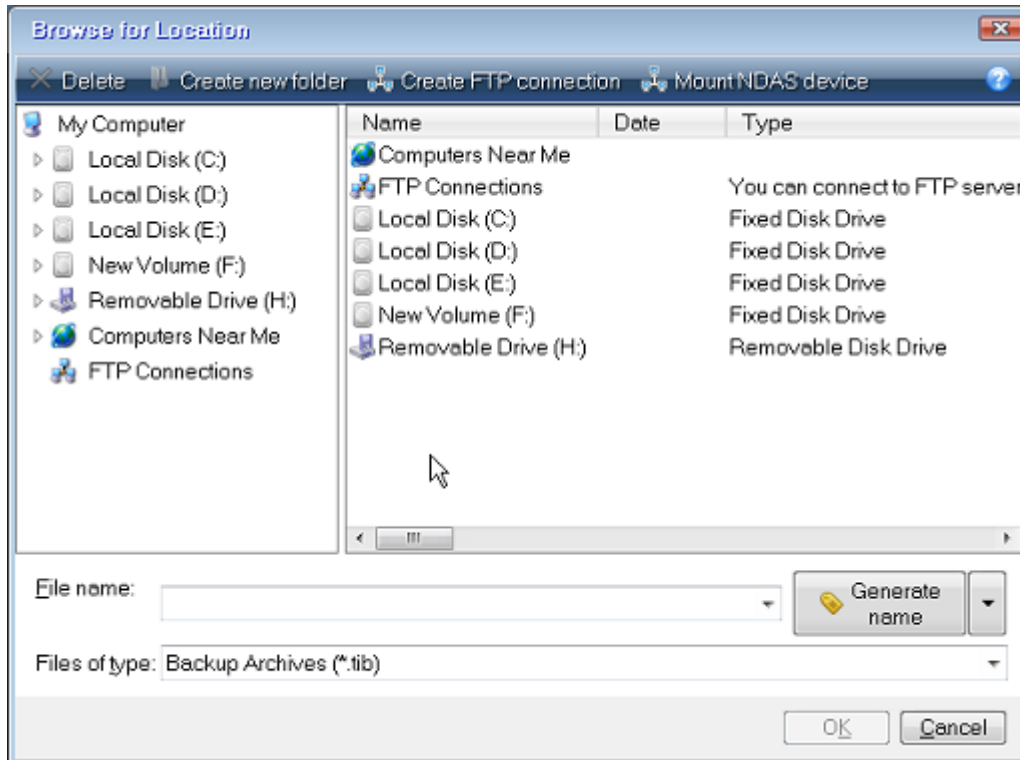 Browse for Location
Delete Create new folder Create FTP connection Mount NDAS device ?
My Computer
Local Disk (C:)
Local Disk (D:)
Local Disk (E:)
New Volume (F:)
Removable Drive (H:)
Computers Near Me
FTP Connections
Name Date Type
Computers Near Me
FTP Connections You can connect to FTP server
Local Disk (C:) Fixed Disk Drive
Local Disk (D:) Fixed Disk Drive
Local Disk (E:) Fixed Disk Drive
New Volume (F:) Fixed Disk Drive
Removable Drive (H:) Removable Disk Drive
File name:
Generate
name
Files of type: Backup Archives (*.tib)
OK Cancel